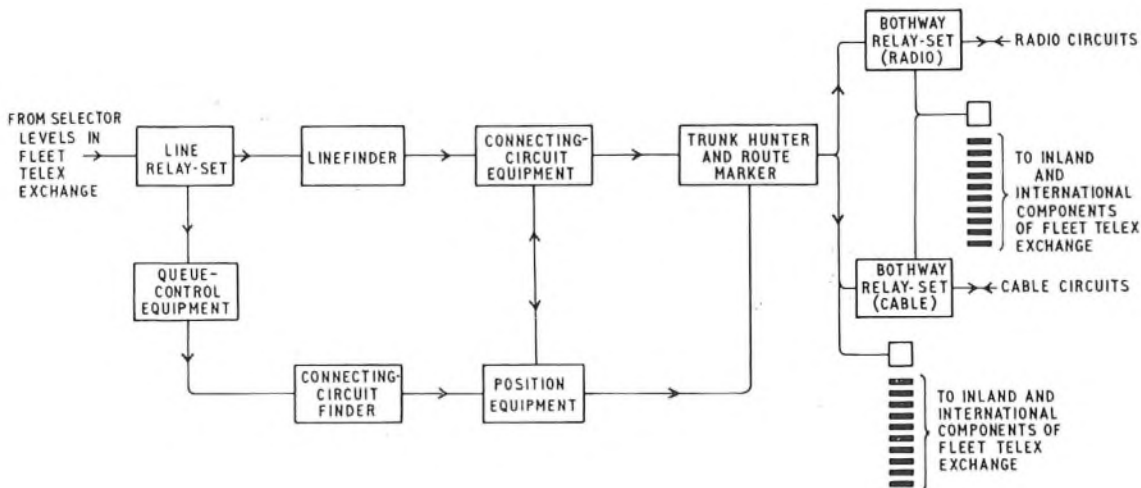 FROM SELECTOR
LEVELS IN
FLEET
TELEX
EXCHANGE
LINE
RELAY-SET
LINEFINDER
CONNECTING-
CIRCUIT
EQUIPMENT
TRUNK HUNTER
AND ROUTE
MARKER
BOTHWAY
RELAY-SET
(RADIO)
RADIO CIRCUITS
TO INLAND
AND
INTERNATIONAL
COMPONENTS
OF FLEET TELEX
EXCHANGE
BOTHWAY
RELAY-SET
(CABLE)
CABLE CIRCUITS
QUEUE-
CONTROL
EQUIPMENT
CONNECTING-
CIRCUIT
FINDER
POSITION
EQUIPMENT
TO INLAND AND
INTERNATIONAL
COMPONENTS OF
FLEET TELEX
EXCHANGE